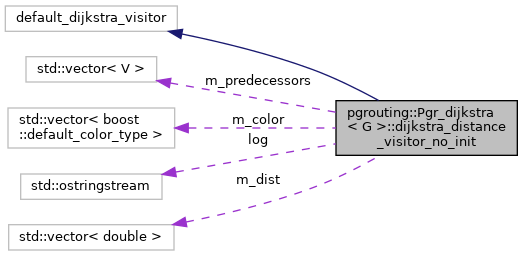 default_dijkstra_visitor
std::vector< V >
m_predecessors
pgrouting::Pgr_dijkstra
< G >::dijkstra_distance
_visitor_no_init
std::vector< boost
::default_color_type >
m_color
log
std::ostringstream
m_dist
std::vector< double >